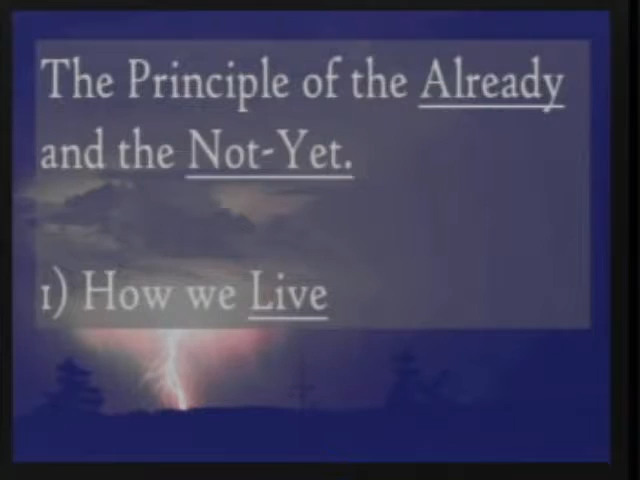 The Principle of the Already
and the Not-Yet.
1) How we Live